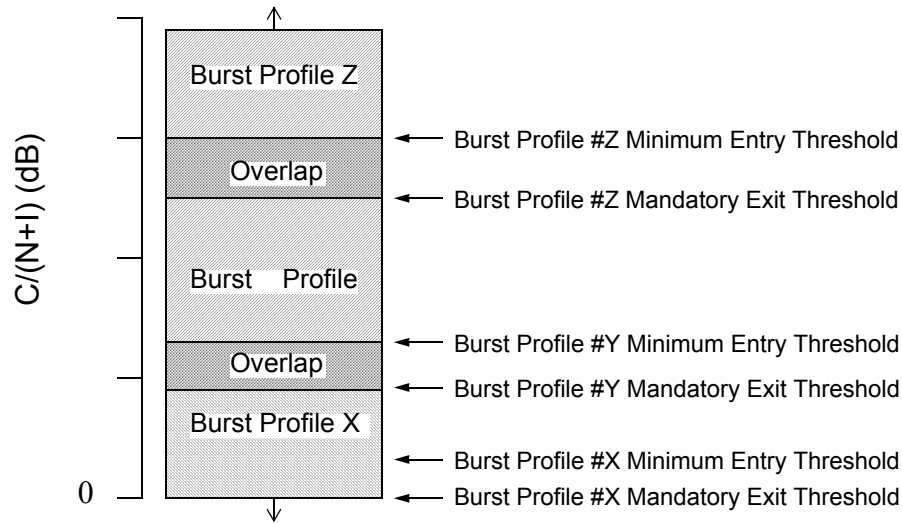 C/(N+I) (dB)
0
Burst Profile Z
Overlap
Burst Profile
Overlap
Burst Profile X
Burst Profile #Z Minimum Entry Threshold
Burst Profile #Z Mandatory Exit Threshold
Burst Profile #Y Minimum Entry Threshold
Burst Profile #Y Mandatory Exit Threshold
Burst Profile #X Minimum Entry Threshold
Burst Profile #X Mandatory Exit Threshold